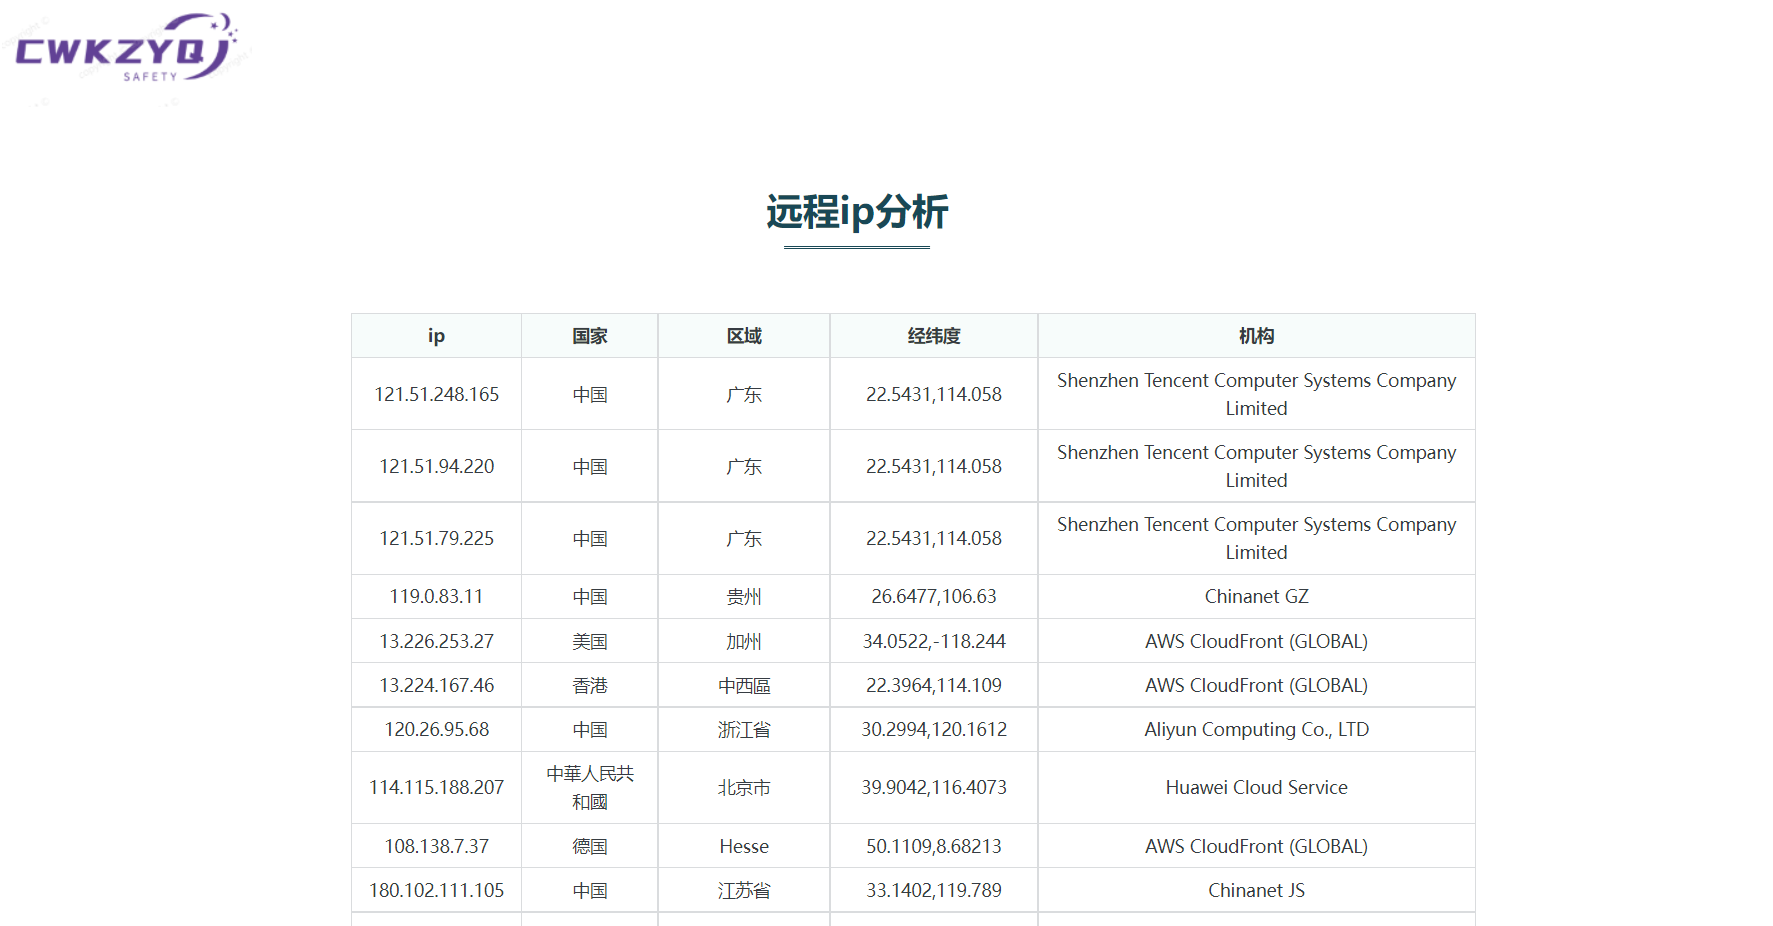 CWKZYQJ
SAFETY
远程ip分析
ip 国家 区域 经纬度 机构
121.51.248.165 中国 广东 22.5431,114.058 Shenzhen Tencent Computer Systems Company
Limited
121.51.94.220 中国 广东 22.5431,114.058 Shenzhen Tencent Computer Systems Company
Limited
121.51.79.225 中国 广东 22.5431,114.058 Shenzhen Tencent Computer Systems Company
Limited
119.0.83.11 中国 贵州 26.6477,106.63 Chinanet GZ
13.226.253.27 美国 加州 34.0522,-118.244 AWS CloudFront (GLOBAL)
13.224.167.46 香港 中西區 22.3964,114.109 AWS CloudFront (GLOBAL)
120.26.95.68 中国 浙江省 30.2994,120.1612 Aliyun Computing Co., LTD
114.115.188.207 中華人民共 北京市 39.9042,116.4073 Huawei Cloud Service
和國
108.138.7.37 德国 Hesse 50.1109,8.68213 AWS CloudFront (GLOBAL)
180.102.111.105 中国 江苏省 33.1402,119.789 Chinanet JS